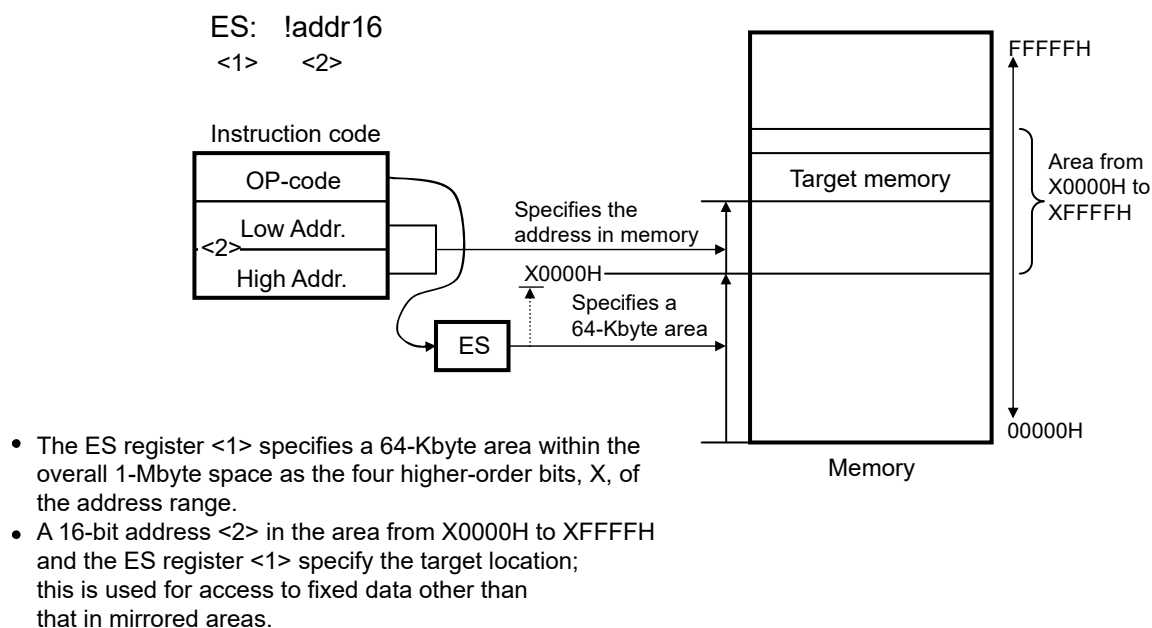 ES: !addr16
<1> <2>
Instruction code
OP-code
Low Addr.
<2>
High Addr.
Specifies the
address in memory
X0000H
Specifies a
64-Kbyte area
ES
FFFFFH
Target memory
Area from
X0000H to
XFFFFH
00000H
Memory
• The ES register <1> specifies a 64-Kbyte area within the
overall 1-Mbyte space as the four higher-order bits, X, of
the address range.
• A 16-bit address <2> in the area from X0000H to XFFFFH
and the ES register <1> specify the target location;
this is used for access to fixed data other than
that in mirrored areas.